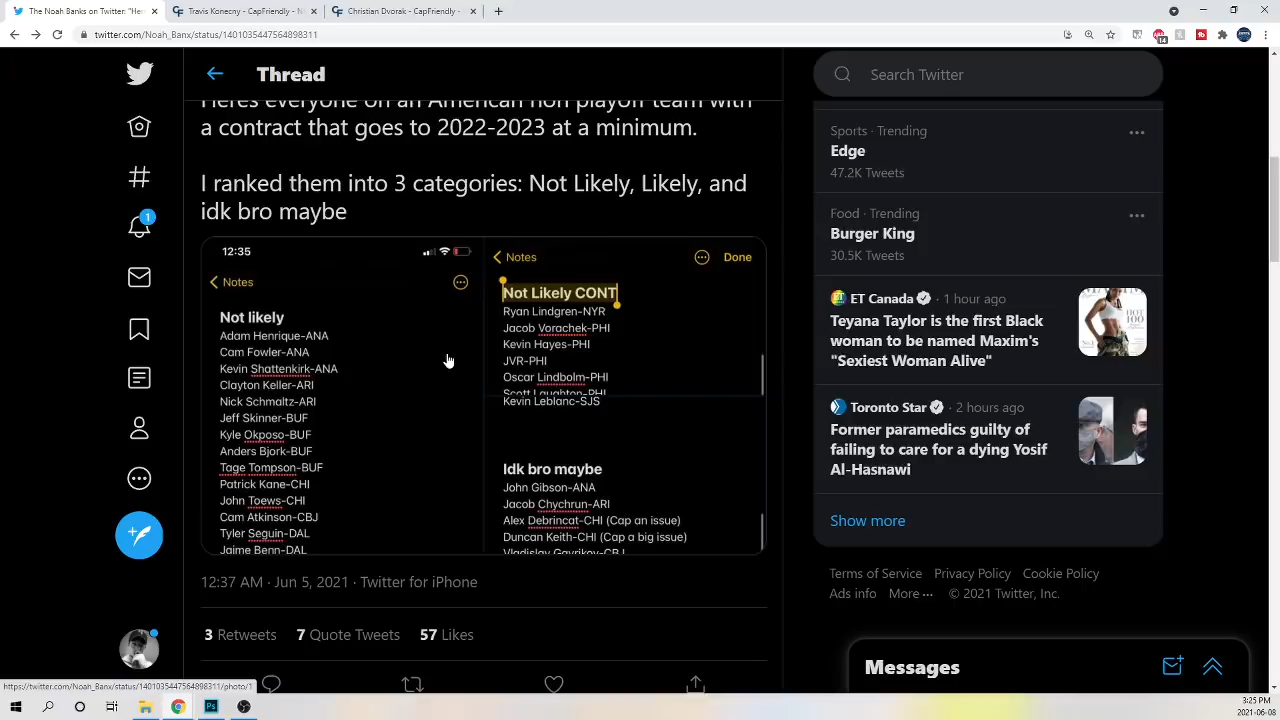 The Noah Banks on Twitter: "Her
Travis Konecny - CapFriendly - N
Christian Dvorak - CapFriendly -
twitter.com/Noah_Banx/status/1401035447564898311
14
Thread
Search Twitter
Heres everyone on an American non playoff team with
a contract that goes to 2022-2023 at a minimum.
I ranked them into 3 categories: Not Likely, Likely, and
idk bro maybe
12:35
Notes
Not likely
Adam Henrique-ANA
Cam Fowler-ANA
Kevin Shattenkirk-ANA
Clayton Keller-ARI
Nick Schmaltz-ARI
Jeff Skinner-BUF
Kyle Okposo-BUF
Anders Bjork-BUF
Tage Tompson-BUF
Patrick Kane-CHI
John Toews-CHI
Cam Atkinson-CBJ
Tyler Seguin-DAL
Jaime Benn-DAL
Notes
Done
Not Likely CONT
Ryan Lindgren-NYR
Jacob Vorachek-PHI
Kevin Hayes-PHI
JVR-PHI
Oscar Lindbolm-PHI
Scott Laughton-PHI
Kevin Leblanc-SJS
Idk bro maybe
John Gibson-ANA
Jacob Chychrun-ARI
Alex Debrincat-CHI (Cap an issue)
Duncan Keith-CHI (Cap a big issue)
Vladislav Gavrikov-CBJ
12:37 AM · Jun 5, 2021 · Twitter for iPhone
3 Retweets 7 Quote Tweets 57 Likes
1
Sports · Trending
Edge
47.2K Tweets
Food · Trending
Burger King
30.5K Tweets
ET Canada · 1 hour ago
Teyana Taylor is the first Black
woman to be named Maxim's
"Sexiest Woman Alive"
Toronto Star · 2 hours ago
Former paramedics guilty of
failing to care for a dying Yosif
Al-Hasnawi
Show more
Terms of Service Privacy Policy Cookie Policy
Ads info More ··· © 2021 Twitter, Inc.
Messages
https://twitter.com/Noah_Banx/status/1401035447564898311/photo/1
3:25 PM
2021-06-08